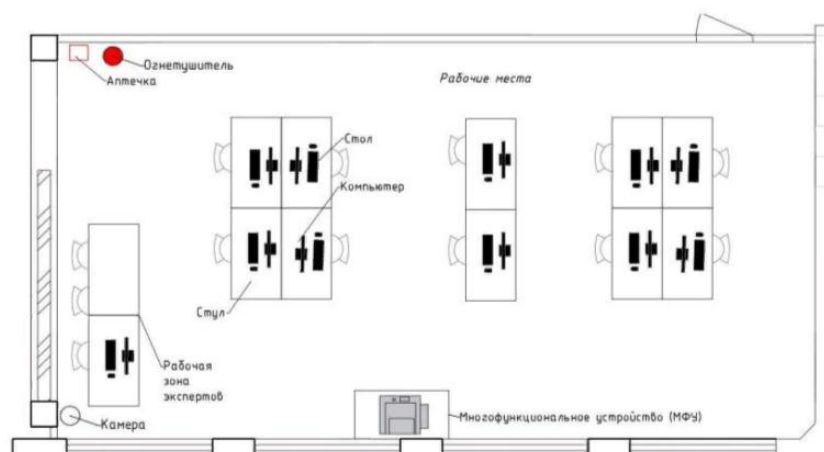 Огнетушитель
Аптечка
Рабочие места
Стол
Компьютер
Стул
Рабочая
зона
экспертов
Камера
Многофункциональное устройство (МФУ)